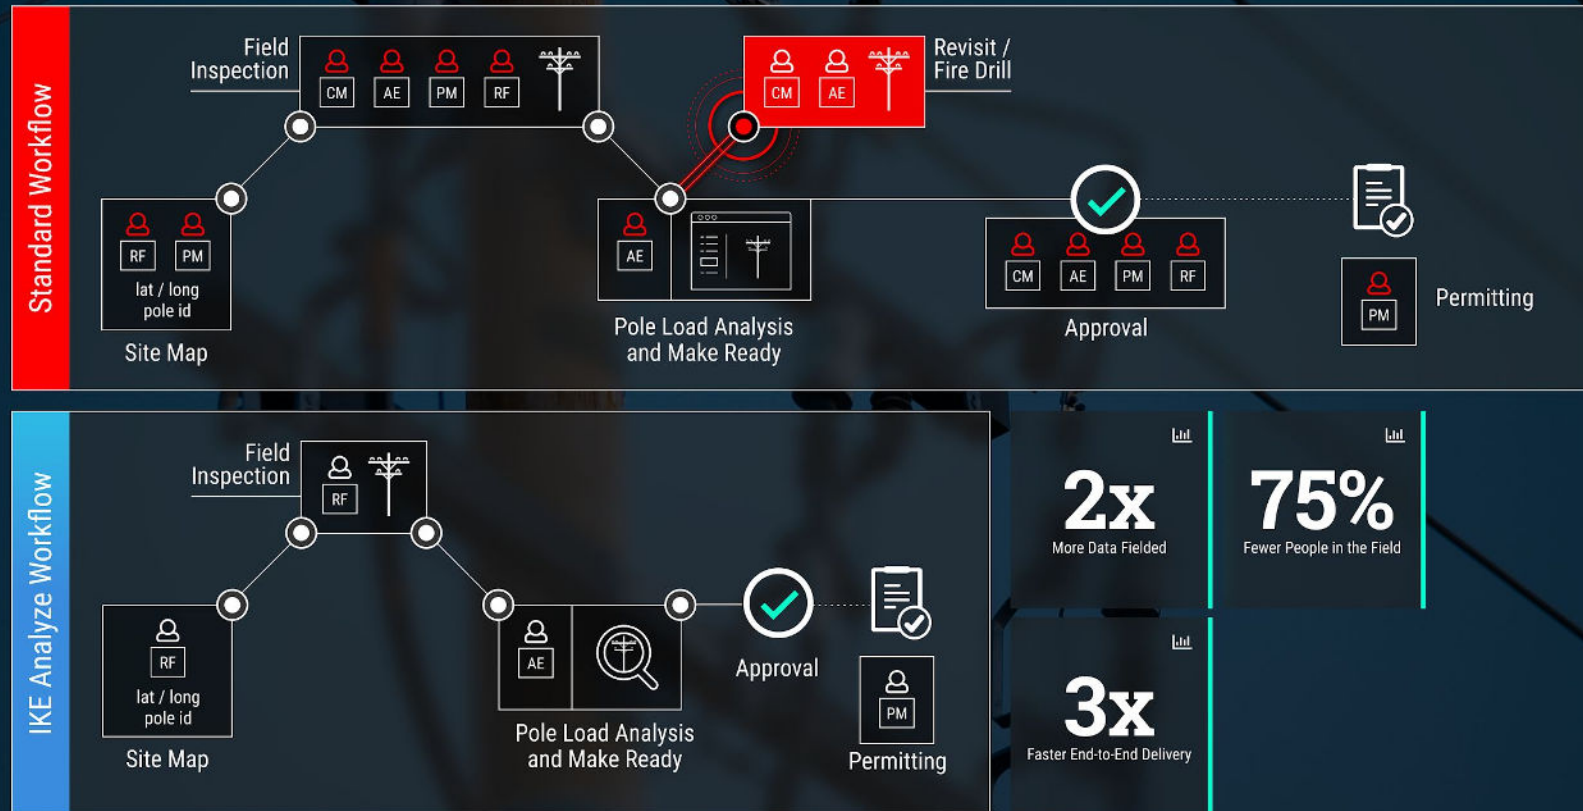 Standard Workflow
Field
Inspection
CM AE PM RF
CM AE
Revisit /
Fire Drill
RF PM
lat / long
pole id
Site Map
AE
Pole Load Analysis
and Make Ready
CM AE PM RF
Approval
PM
Permitting
IKE Analyze Workflow
Field
Inspection
RF
RF
lat / long
pole id
Site Map
AE
Pole Load Analysis
and Make Ready
Approval
PM
Permitting
2x
More Data Fielded
75%
Fewer People in the Field
3x
Faster End-to-End Delivery